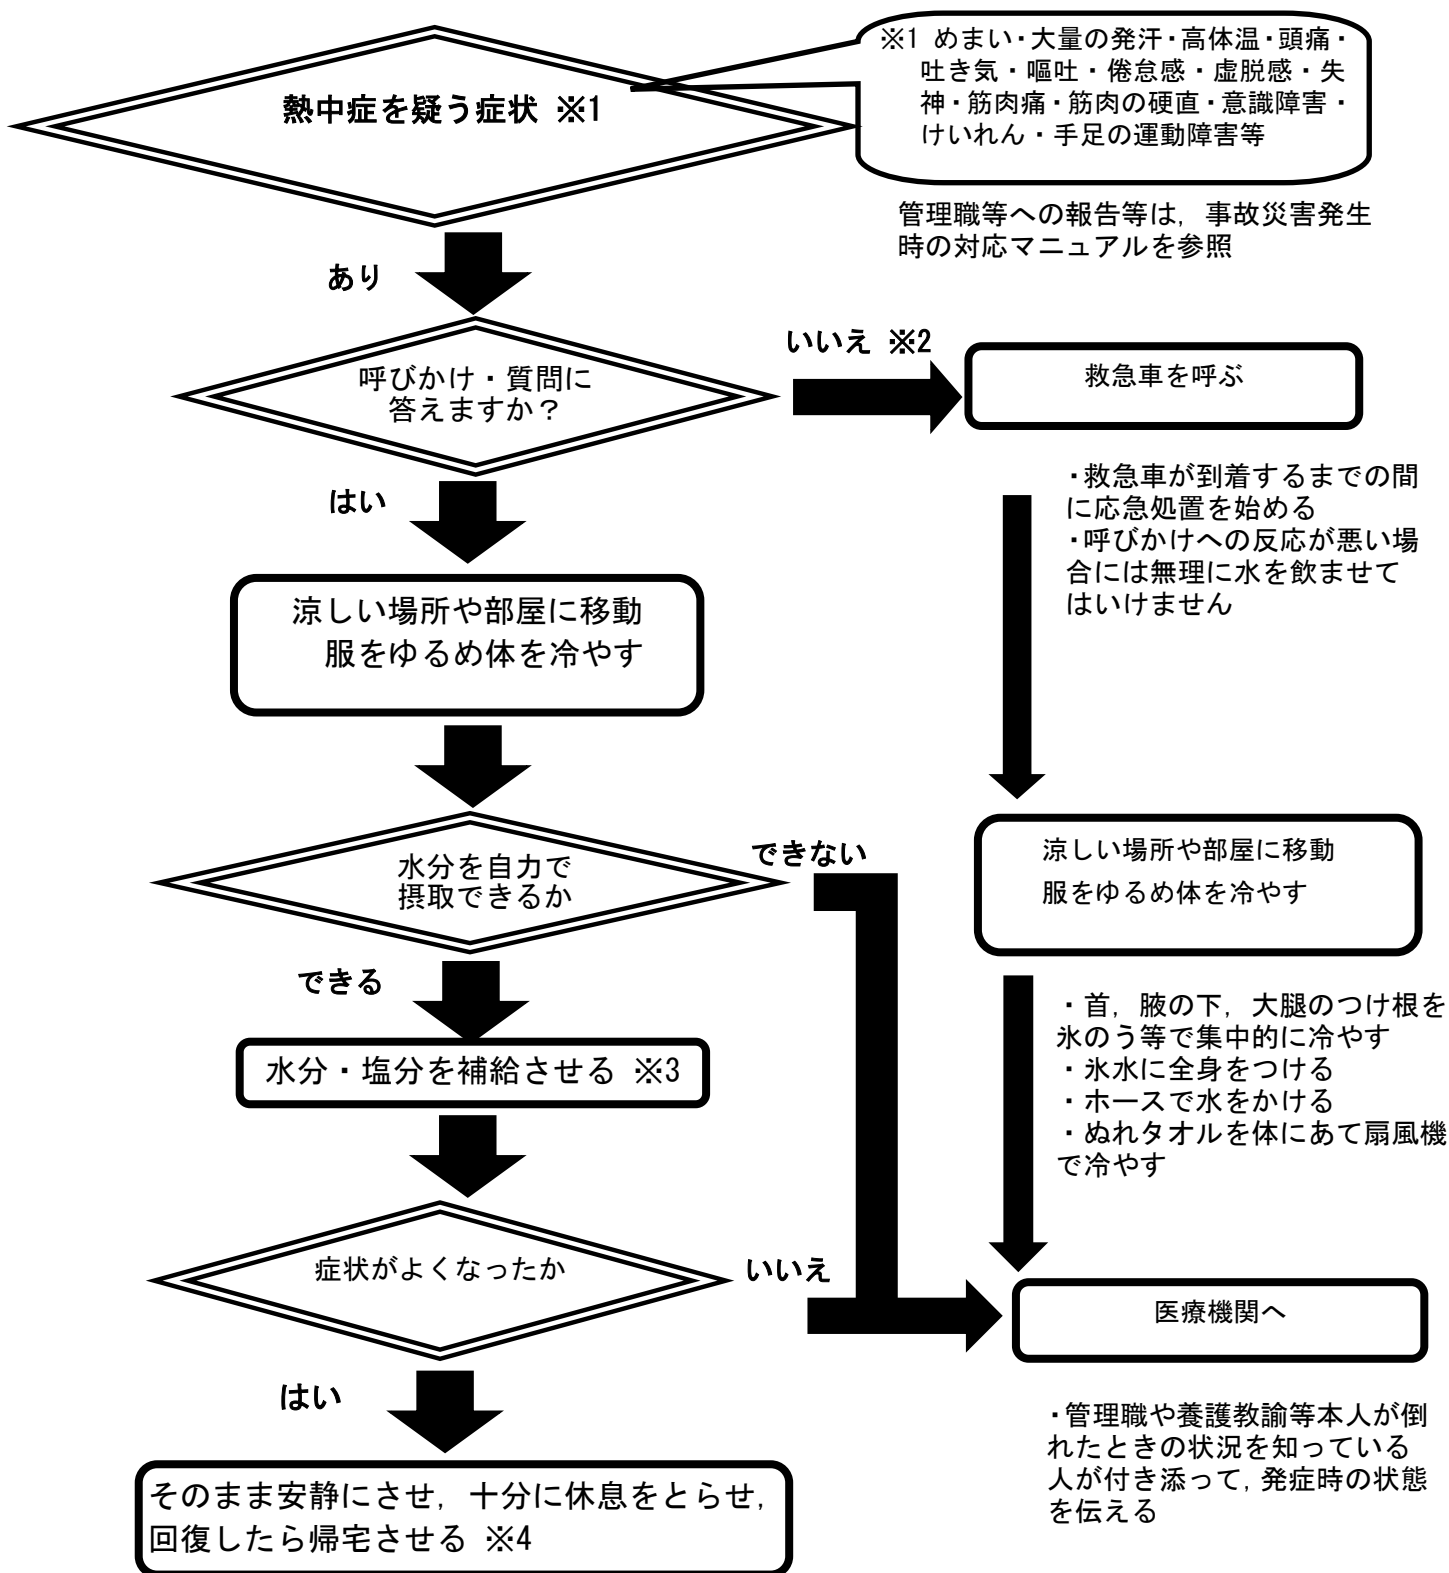 熱中症を疑う症状 ※1
※1 めまい・大量の発汗・高体温・頭痛・
吐き気・嘔吐・倦怠感・虚脱感・失
神・筋肉痛・筋肉の硬直・意識障害・
けいれん・手足の運動障害等
管理職等への報告等は，事故災害発生
時の対応マニュアルを参照
あり
呼びかけ・質問に
答えますか？
いいえ ※2
救急車を呼ぶ
はい
・救急車が到着するまでの間
に応急処置を始める
・呼びかけへの反応が悪い場
合には無理に水を飲ませて
はいけません
涼しい場所や部屋に移動
服をゆるめ体を冷やす
水分を自力で
摂取できるか
できない
涼しい場所や部屋に移動
服をゆるめ体を冷やす
できる
・首，腋の下，大腿のつけ根を
氷のう等で集中的に冷やす
・氷水に全身をつける
・ホースで水をかける
・ぬれタオルを体にあて扇風機
で冷やす
水分・塩分を補給させる ※3
症状がよくなったか
いいえ
医療機関へ
はい
・管理職や養護教諭等本人が倒
れたときの状況を知っている
人が付き添って，発症時の状態
を伝える
そのまま安静にさせ，十分に休息をとらせ，
回復したら帰宅させる ※4